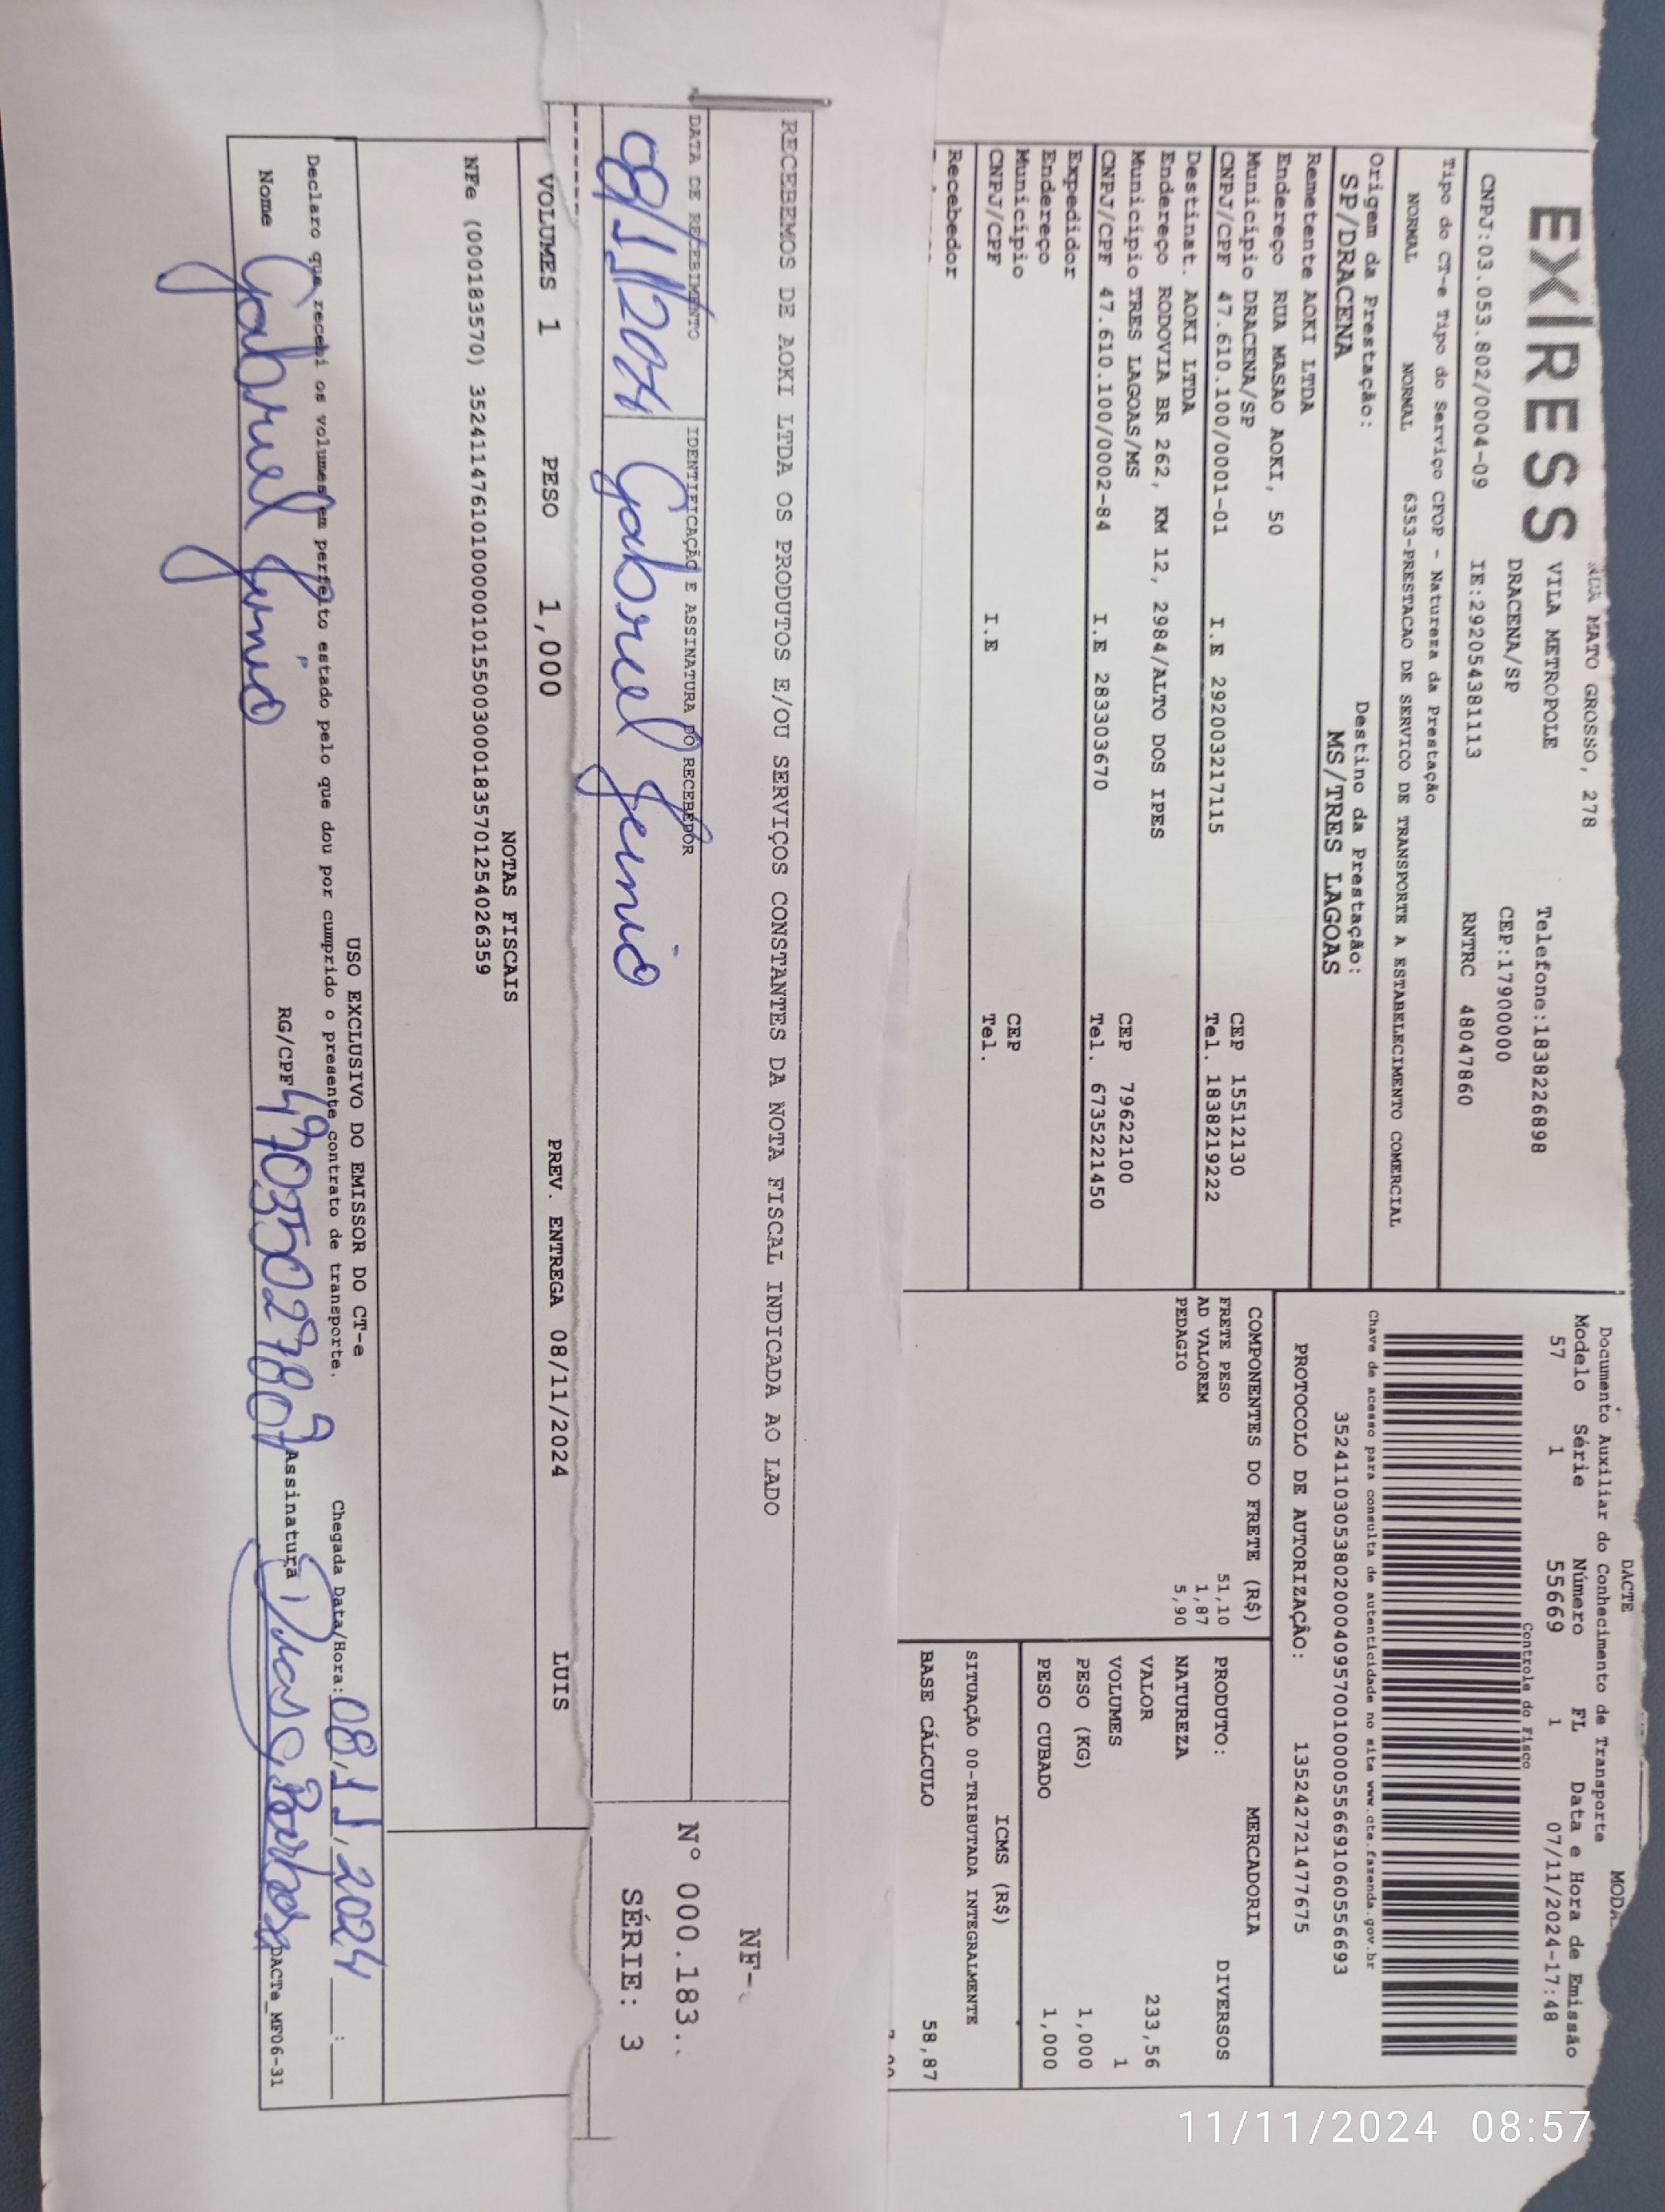 DACTE
MODA
EXPRESS
MATO GROSSO, 278
VILA METROPOLE
Telefone:1838226898
DRACENA/SP
CEP:17900000
CNPJ:03.053.802/0004-09
IE:292054381113
RNTRC 48047860
Documento Auxiliar do Conhecimento de Transporte
Modelo Série Número FL Data e Hora de Emissão
57 1 55669 1 07/11/2024-17:48
Controle do Fisco
Tipo do CT-e Tipo do Serviço CFOP - Natureza da Prestação
NORMAL NORMAL 6353-PRESTACAO DE SERVICO DE TRANSPORTE A ESTABELECIMENTO COMERCIAL
Chave de acesso para consulta de autenticidade no site www.cte.fazenda.gov.br
35241103053802000409570010000556691060556693
Origem da Prestação: Destino da Prestação:
SP/DRACENA MS/TRES LAGOAS
PROTOCOLO DE AUTORIZAÇÃO: 135242721477675
Remetente AOKI LTDA
Endereço RUA MASAO AOKI, 50
Município DRACENA/SP CEP 15512130
CNPJ/CPF 47.610.100/0001-01 I.E 292003217115 Tel. 1838219222
Destinat. AOKI LTDA
Endereço RODOVIA BR 262, KM 12, 2984/ALTO DOS IPES
Município TRES LAGOAS/MS CEP 79622100
CNPJ/CPF 47.610.100/0002-84 I.E 283303670 Tel. 6735221450
Expedidor
Endereço
Município CEP
CNPJ/CPF I.E Tel.
Recebedor
COMPONENTES DO FRETE (R$)
FRETE PESO 51,10
AD VALOREM 1,87
PEDAGIO 5,90
MERCADORIA
PRODUTO: DIVERSOS
NATUREZA
VALOR 233,56
VOLUMES 1
PESO (KG) 1,000
PESO CUBADO 1,000
ICMS (R$)
SITUAÇÃO 00-TRIBUTADA INTEGRALMENTE
BASE CÁLCULO 58,87
RECEBEMOS DE AOKI LTDA OS PRODUTOS E/OU SERVIÇOS CONSTANTES DA NOTA FISCAL INDICADA AO LADO
NF-
DATA DE RECEBIMENTO IDENTIFICAÇÃO E ASSINATURA DO RECEBEDOR
Nº 000.183.
Gabriel Junio
SÉRIE: 3
VOLUMES 1 PESO 1,000 PREV. ENTREGA 08/11/2024 LUIS
NOTAS FISCAIS
NFe (000183570) 35241147610100000101550030001835701254026359
USO EXCLUSIVO DO EMISSOR DO CT-e
Declaro que recebi os volumes em perfeito estado pelo que dou por cumprido o presente contrato de transporte. Chegada Data/Hora: 08/11/2024 :
Nome Gabriel Junio RG/CPF Assinatura DACTe_MF06-31
11/11/2024 08:57